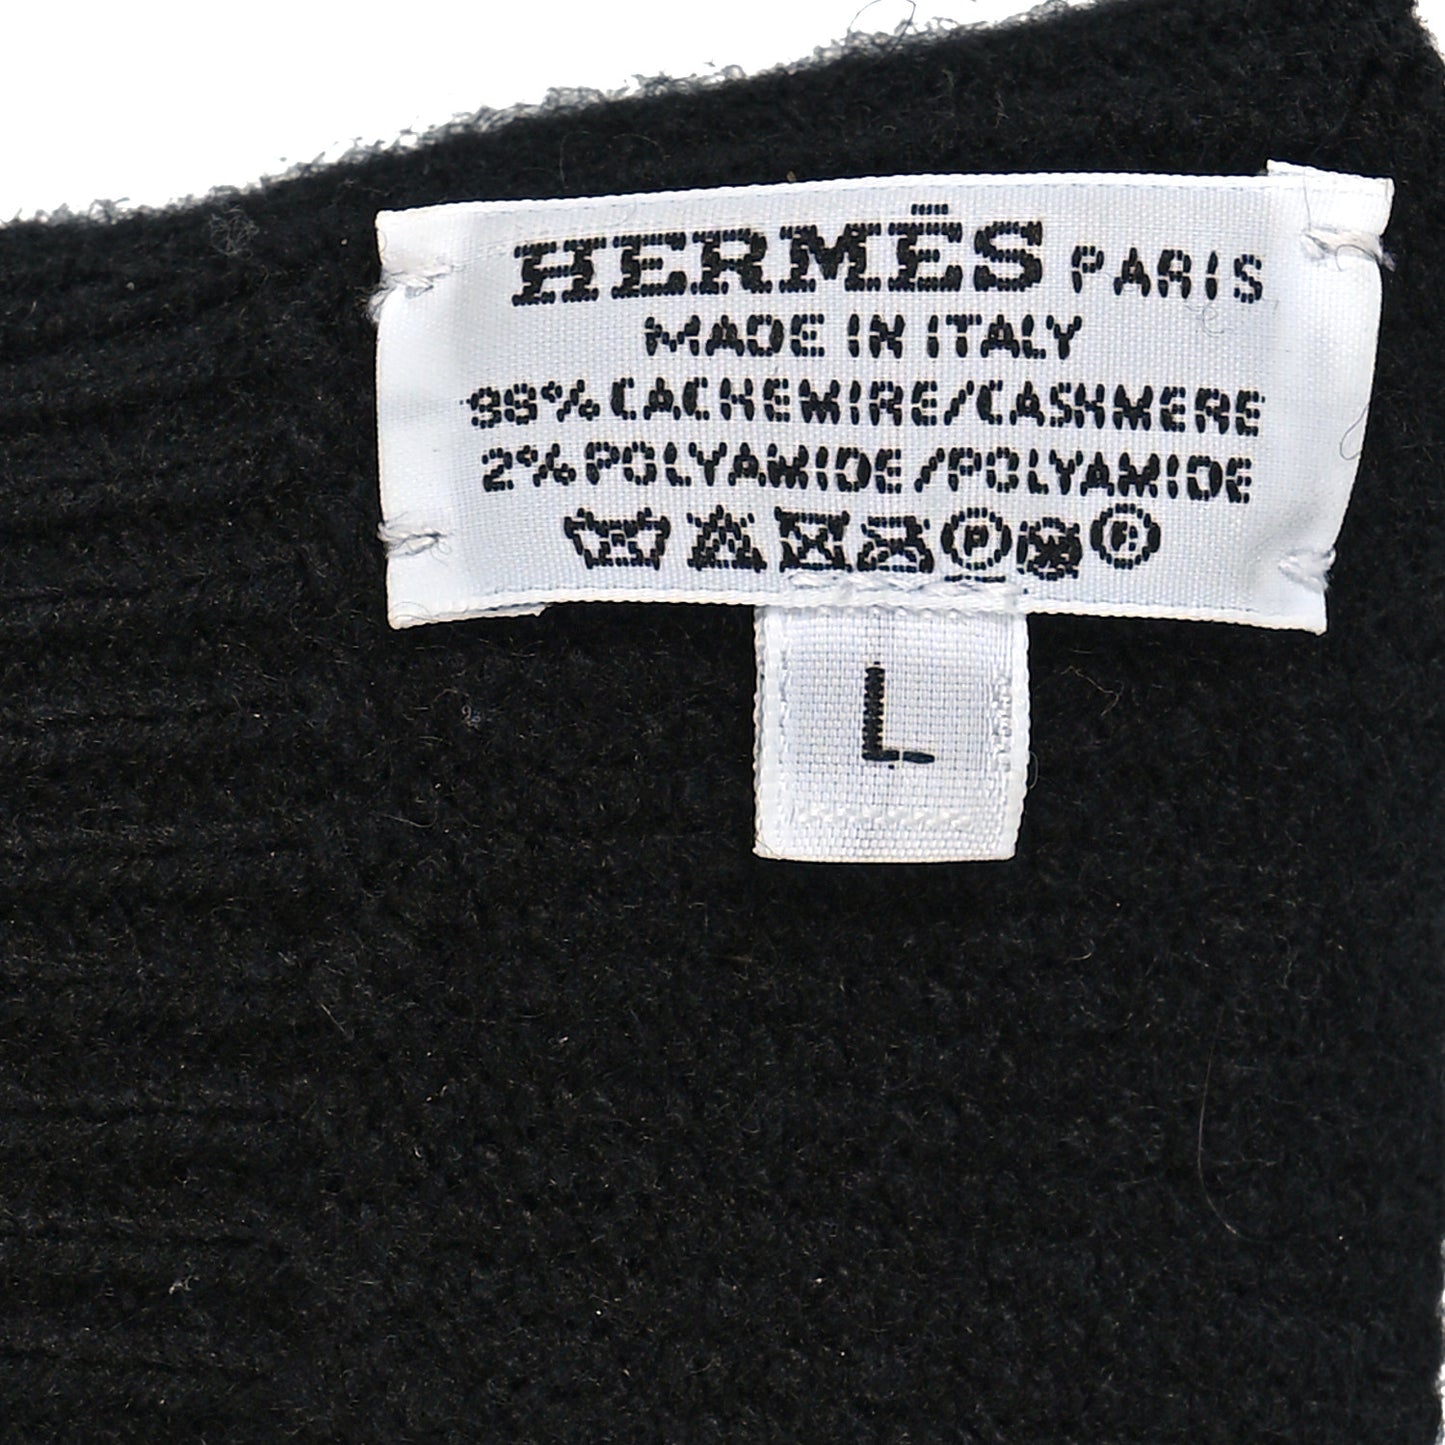 HERMÈS PARIS
MADE IN ITALY
98% CACHEMIRE/CASHMERE
2% POLYAMIDE/POLYAMIDE
P
L